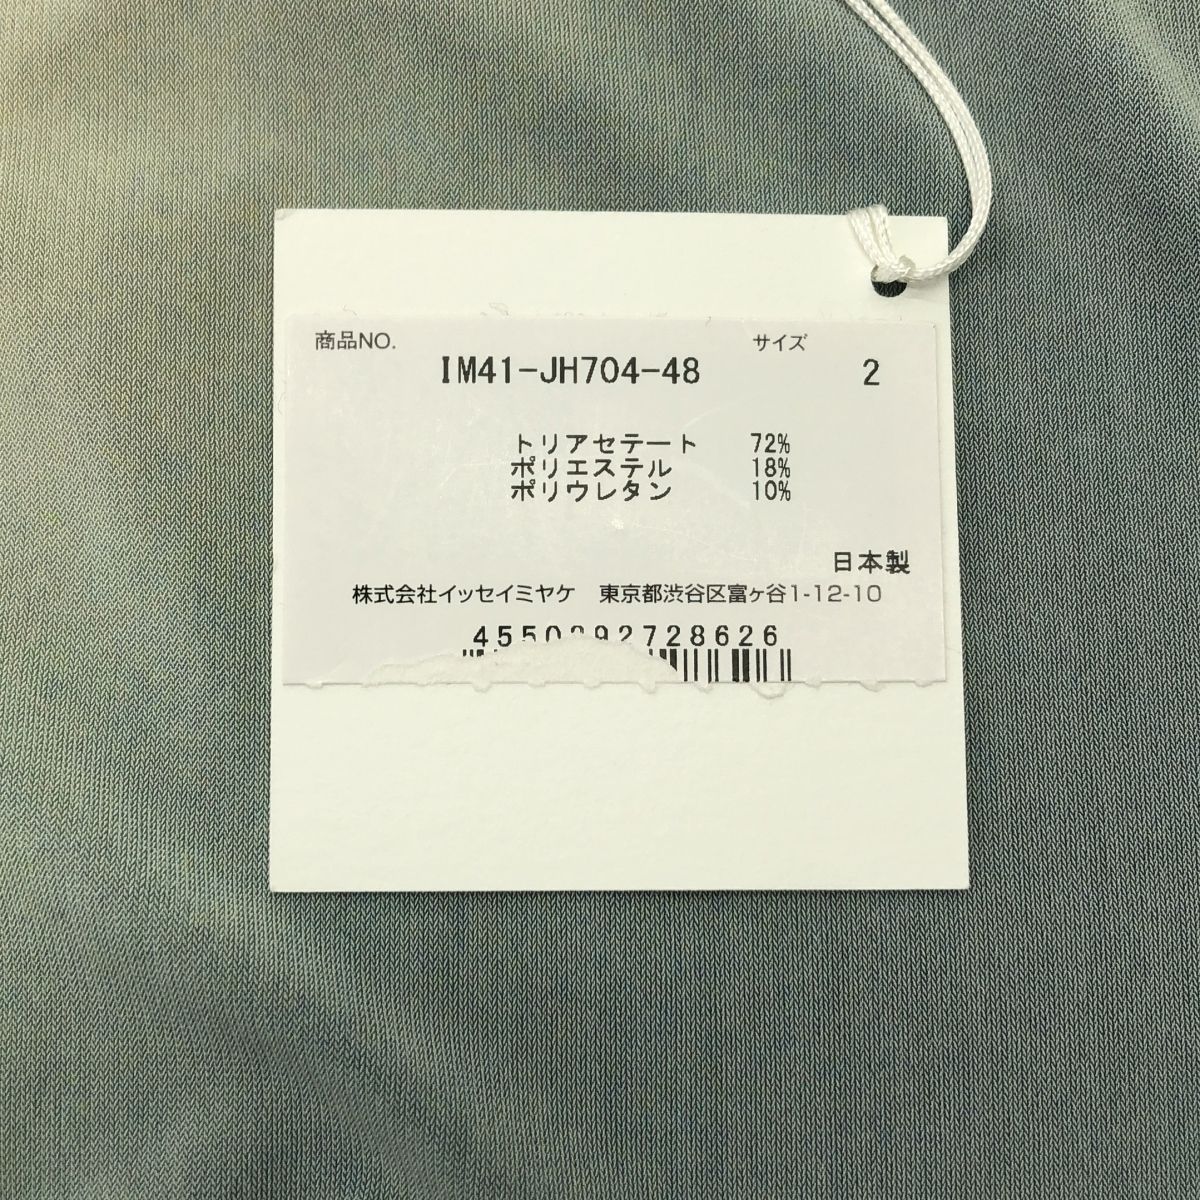 商品NO. サイズ
IM41-JH704-48 2
トリアセテート 72%
ポリエステル 18%
ポリウレタン 10%
日本製
株式会社イッセイミヤケ 東京都渋谷区富ヶ谷1-12-10